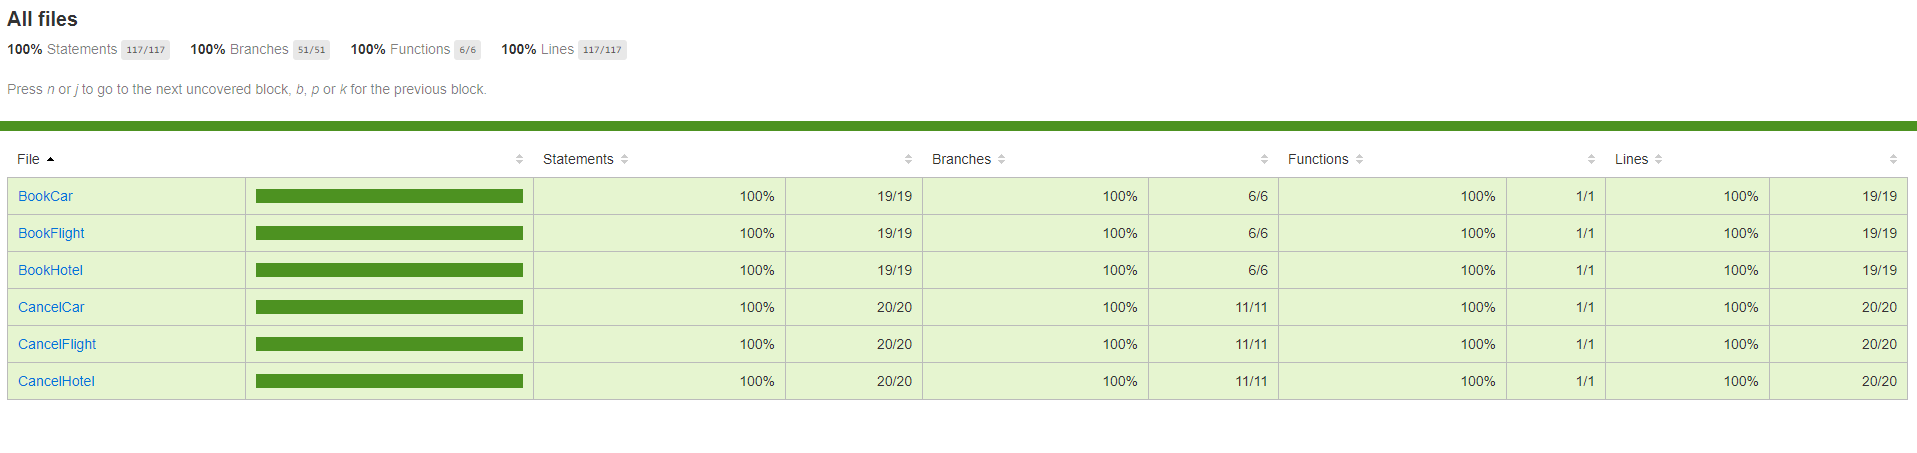 All files
100% Statements 117/117 100% Branches 51/51 100% Functions 6/6 100% Lines 117/117
Press n or j to go to the next uncovered block, b, p or k for the previous block.
File Statements Branches Functions Lines
BookCar 100% 19/19 100% 6/6 100% 1/1 100% 19/19
BookFlight 100% 19/19 100% 6/6 100% 1/1 100% 19/19
BookHotel 100% 19/19 100% 6/6 100% 1/1 100% 19/19
CancelCar 100% 20/20 100% 11/11 100% 1/1 100% 20/20
CancelFlight 100% 20/20 100% 11/11 100% 1/1 100% 20/20
CancelHotel 100% 20/20 100% 11/11 100% 1/1 100% 20/20